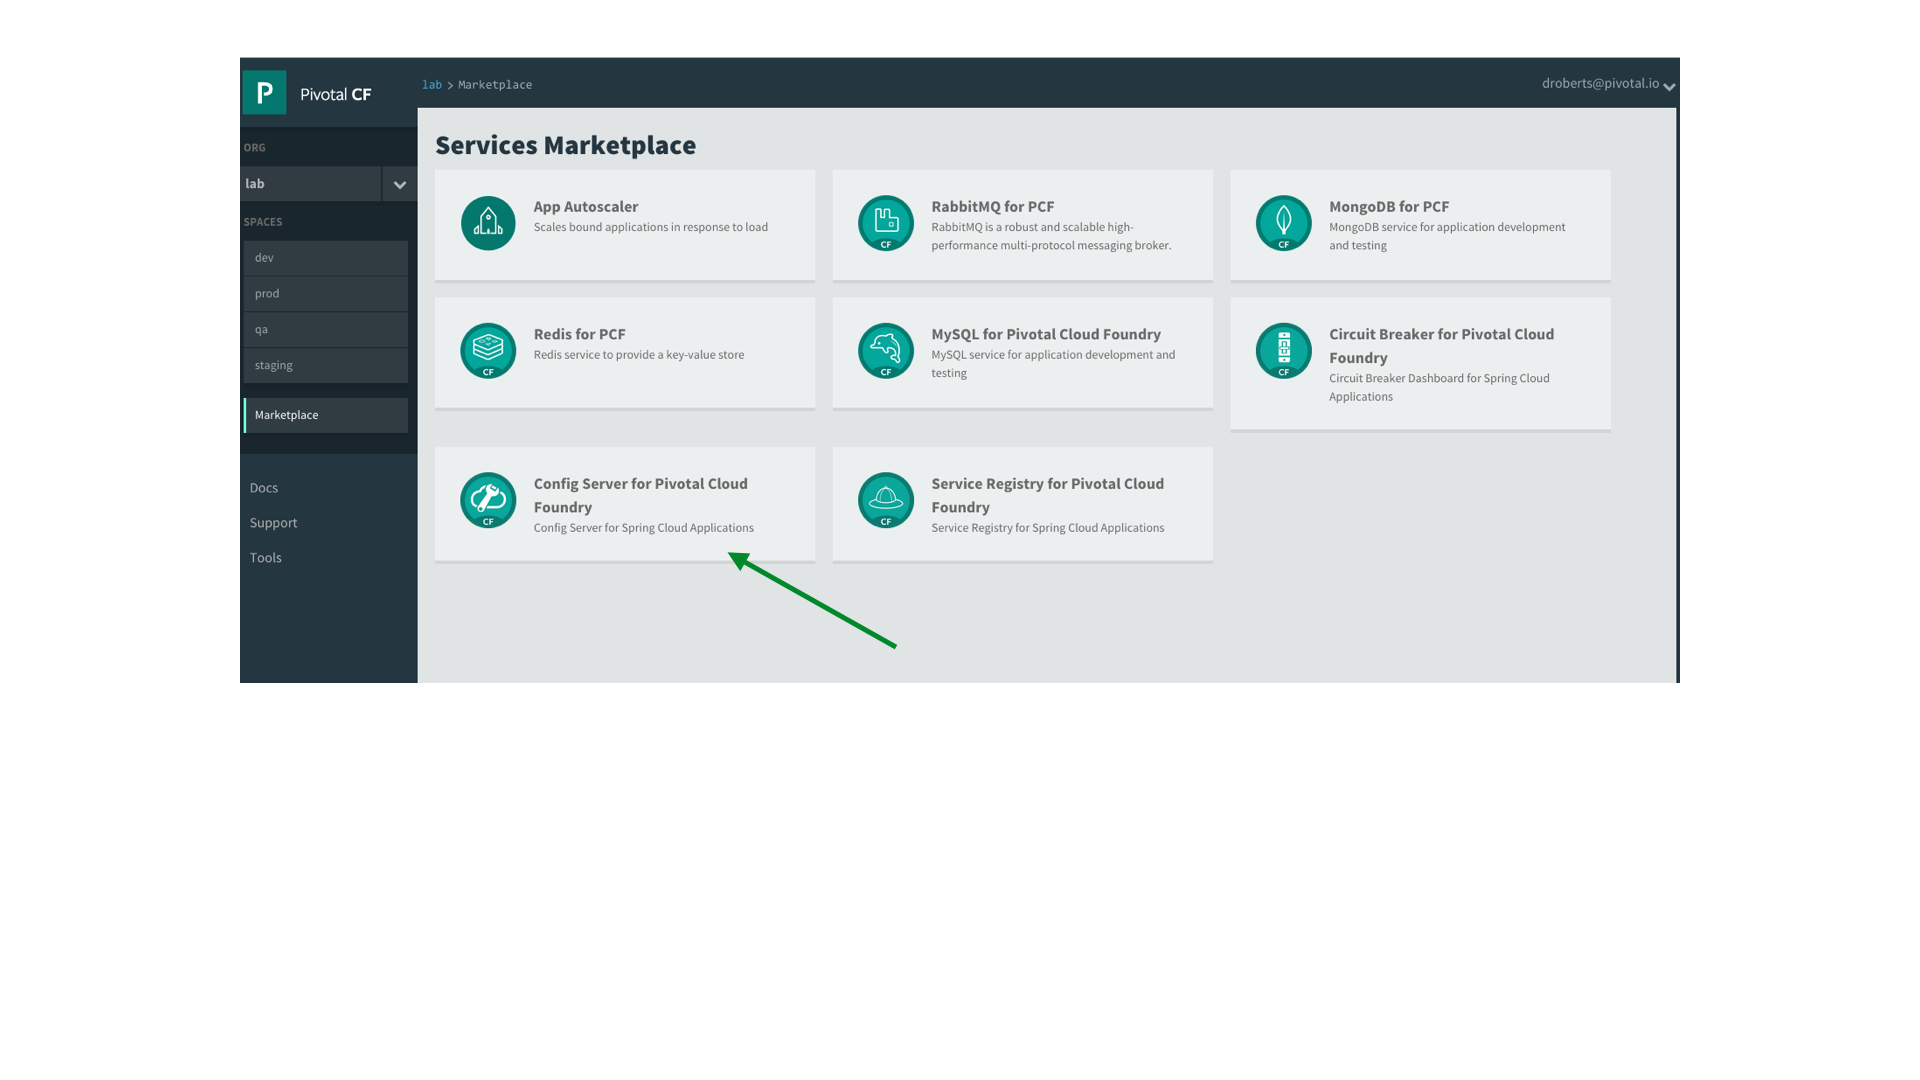 P
Pivotal CF
lab > Marketplace
droberts@pivotal.io
ORG
lab
SPACES
dev
prod
qa
staging
Marketplace
Docs
Support
Tools
Services Marketplace
App Autoscaler
Scales bound applications in response to load
CF
RabbitMQ for PCF
RabbitMQ is a robust and scalable high-
performance multi-protocol messaging broker.
CF
MongoDB for PCF
MongoDB service for application development
and testing
CF
Redis for PCF
Redis service to provide a key-value store
CF
MySQL for Pivotal Cloud Foundry
MySQL service for application development and
testing
CF
Circuit Breaker for Pivotal Cloud
Foundry
Circuit Breaker Dashboard for Spring Cloud
Applications
CF
Config Server for Pivotal Cloud
Foundry
Config Server for Spring Cloud Applications
CF
Service Registry for Pivotal Cloud
Foundry
Service Registry for Spring Cloud Applications